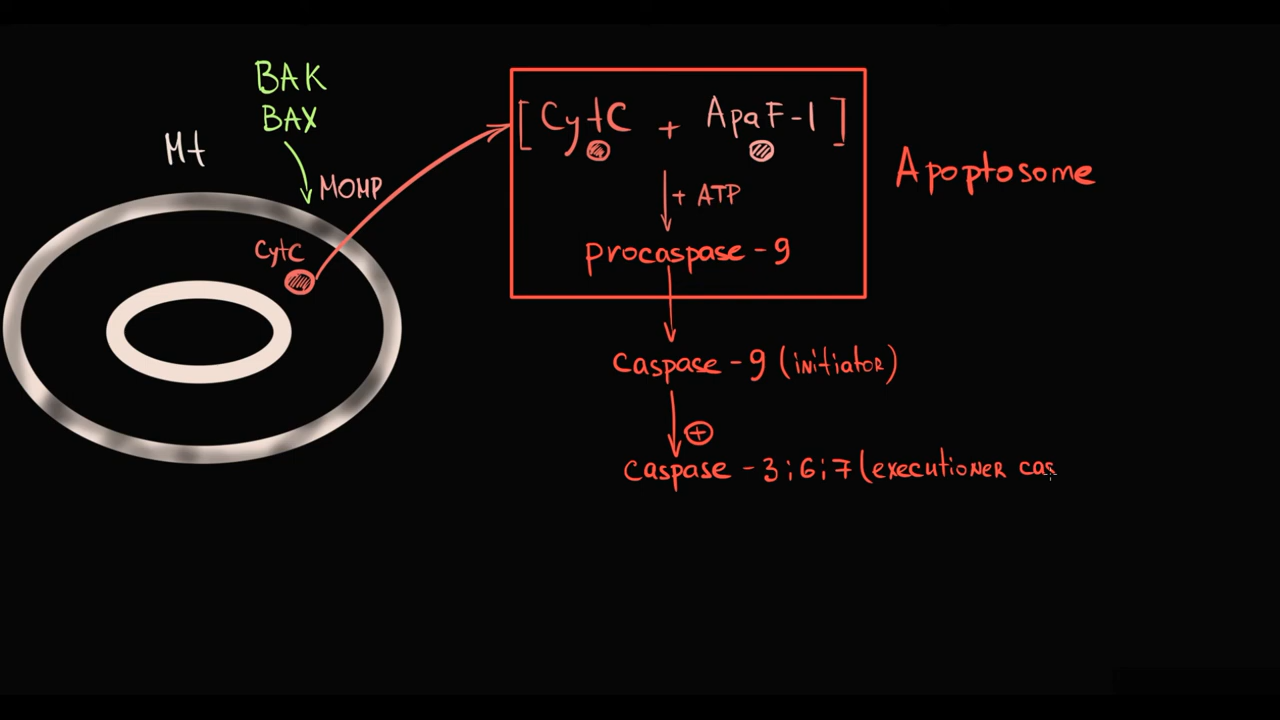 BAK
BAX
Mt
MOMP
CytC
[CytC + ApaF-1]
+ ATP
procaspase-9
Apoptosome
caspase-9 (initiator)
+
caspase-3;6;7(executioner cas